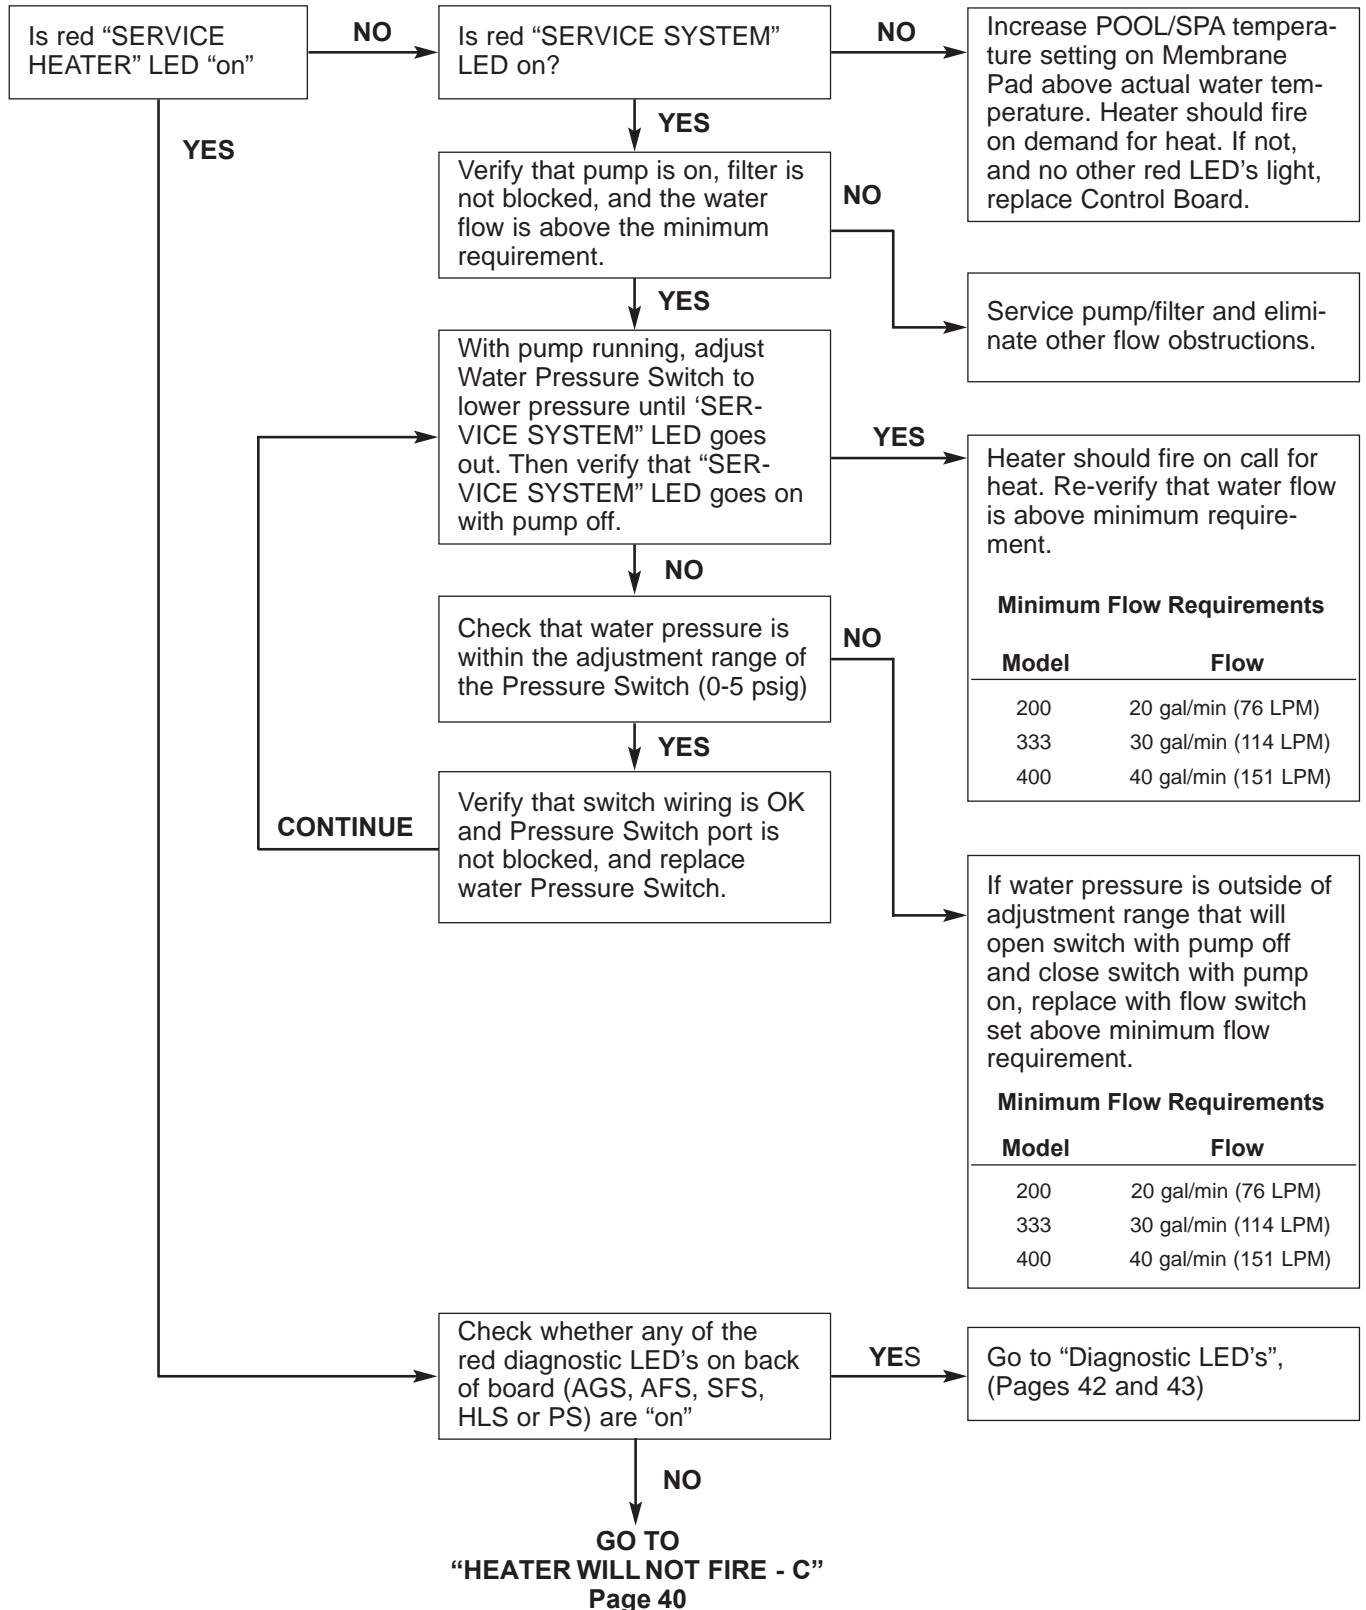 Is red “SERVICE
HEATER” LED “on”
NO
Is red “SERVICE SYSTEM”
LED on?
NO
Increase POOL/SPA tempera-
ture setting on Membrane
Pad above actual water tem-
perature. Heater should fire
on demand for heat. If not,
and no other red LED's light,
replace Control Board.
YES
YES
Verify that pump is on, filter is
not blocked, and the water
flow is above the minimum
requirement.
NO
Service pump/filter and elimi-
nate other flow obstructions.
YES
With pump running, adjust
Water Pressure Switch to
lower pressure until ‘SER-
VICE SYSTEM” LED goes
out. Then verify that “SER-
VICE SYSTEM” LED goes on
with pump off.
YES
Heater should fire on call for
heat. Re-verify that water flow
is above minimum require-
ment.
Minimum Flow Requirements
Model Flow
200 20 gal/min (76 LPM)
333 30 gal/min (114 LPM)
400 40 gal/min (151 LPM)
NO
Check that water pressure is
within the adjustment range of
the Pressure Switch (0-5 psig)
NO
YES
Verify that switch wiring is OK
and Pressure Switch port is
not blocked, and replace
water Pressure Switch.
CONTINUE
If water pressure is outside of
adjustment range that will
open switch with pump off
and close switch with pump
on, replace with flow switch
set above minimum flow
requirement.
Minimum Flow Requirements
Model Flow
200 20 gal/min (76 LPM)
333 30 gal/min (114 LPM)
400 40 gal/min (151 LPM)
Check whether any of the
red diagnostic LED's on back
of board (AGS, AFS, SFS,
HLS or PS) are “on”
YES
Go to “Diagnostic LED's”,
(Pages 42 and 43)
NO
GO TO
“HEATER WILL NOT FIRE - C”
Page 40